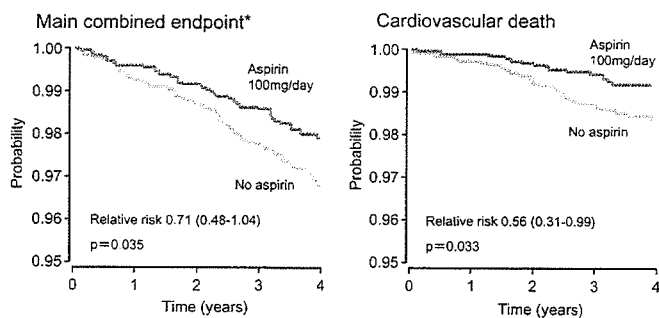 Main combined endpoint*
1.00
0.99
0.98
0.97
0.96
0.95
Probability
Aspirin
100mg/day
No aspirin
Relative risk 0.71 (0.48-1.04)
p=0 035
0
1
2
3
4
Time (years)
Cardiovascular death
1.00
0.99
0.98
0.97
0.96
0.95
Probability
Aspirin
100mg/day
No aspirin
Relative risk 0.56 (0.31-0.99)
p=0.033
0
1
2
3
4
Time (years)